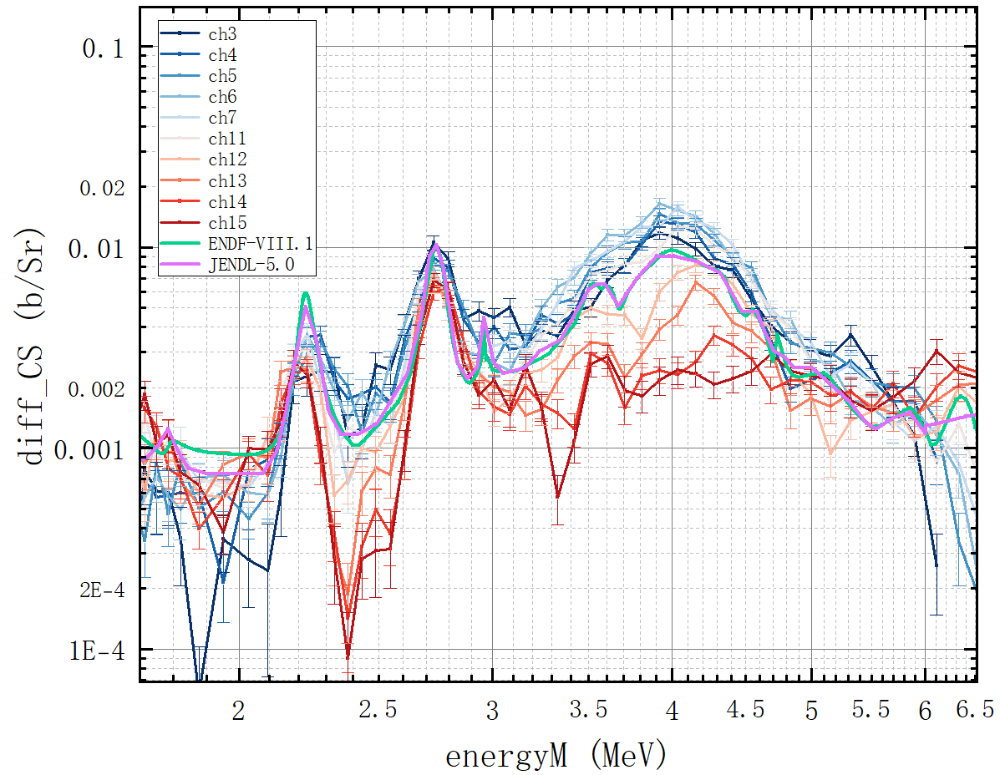 0.1
0.02
0.01
0.002
0.001
2E-4
1E-4
diff_CS (b/Sr)
ch3
ch4
ch5
ch6
ch7
ch11
ch12
ch13
ch14
ch15
ENDF-VIII.1
JENDL-5.0
2 2.5 3 3.5 4 4.5 5 5.5 6 6.5
energyM (MeV)